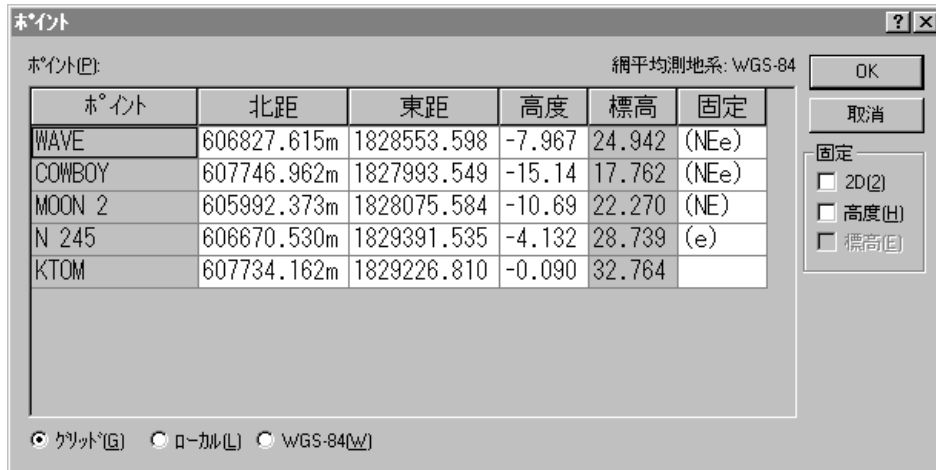 ﾎﾟｲﾝﾄ
ﾎﾟｲﾝﾄ(P):
網平均測地系: WGS-84
ﾎﾟｲﾝﾄ 北距 東距 高度 標高 固定
WAVE 606827.615m 1828553.598 -7.967 24.942 (NEe)
COWBOY 607746.962m 1827993.549 -15.14 17.762 (NEe)
MOON 2 605992.373m 1828075.584 -10.69 22.270 (NE)
N 245 606670.530m 1829391.535 -4.132 28.739 (e)
KTOM 607734.162m 1829226.810 -0.090 32.764
OK
取消
固定
2D(2)
高度(H)
標高(E)
ｸﾞﾘｯﾄﾞ(G) ﾛｰｶﾙ(L) WGS-84(W)